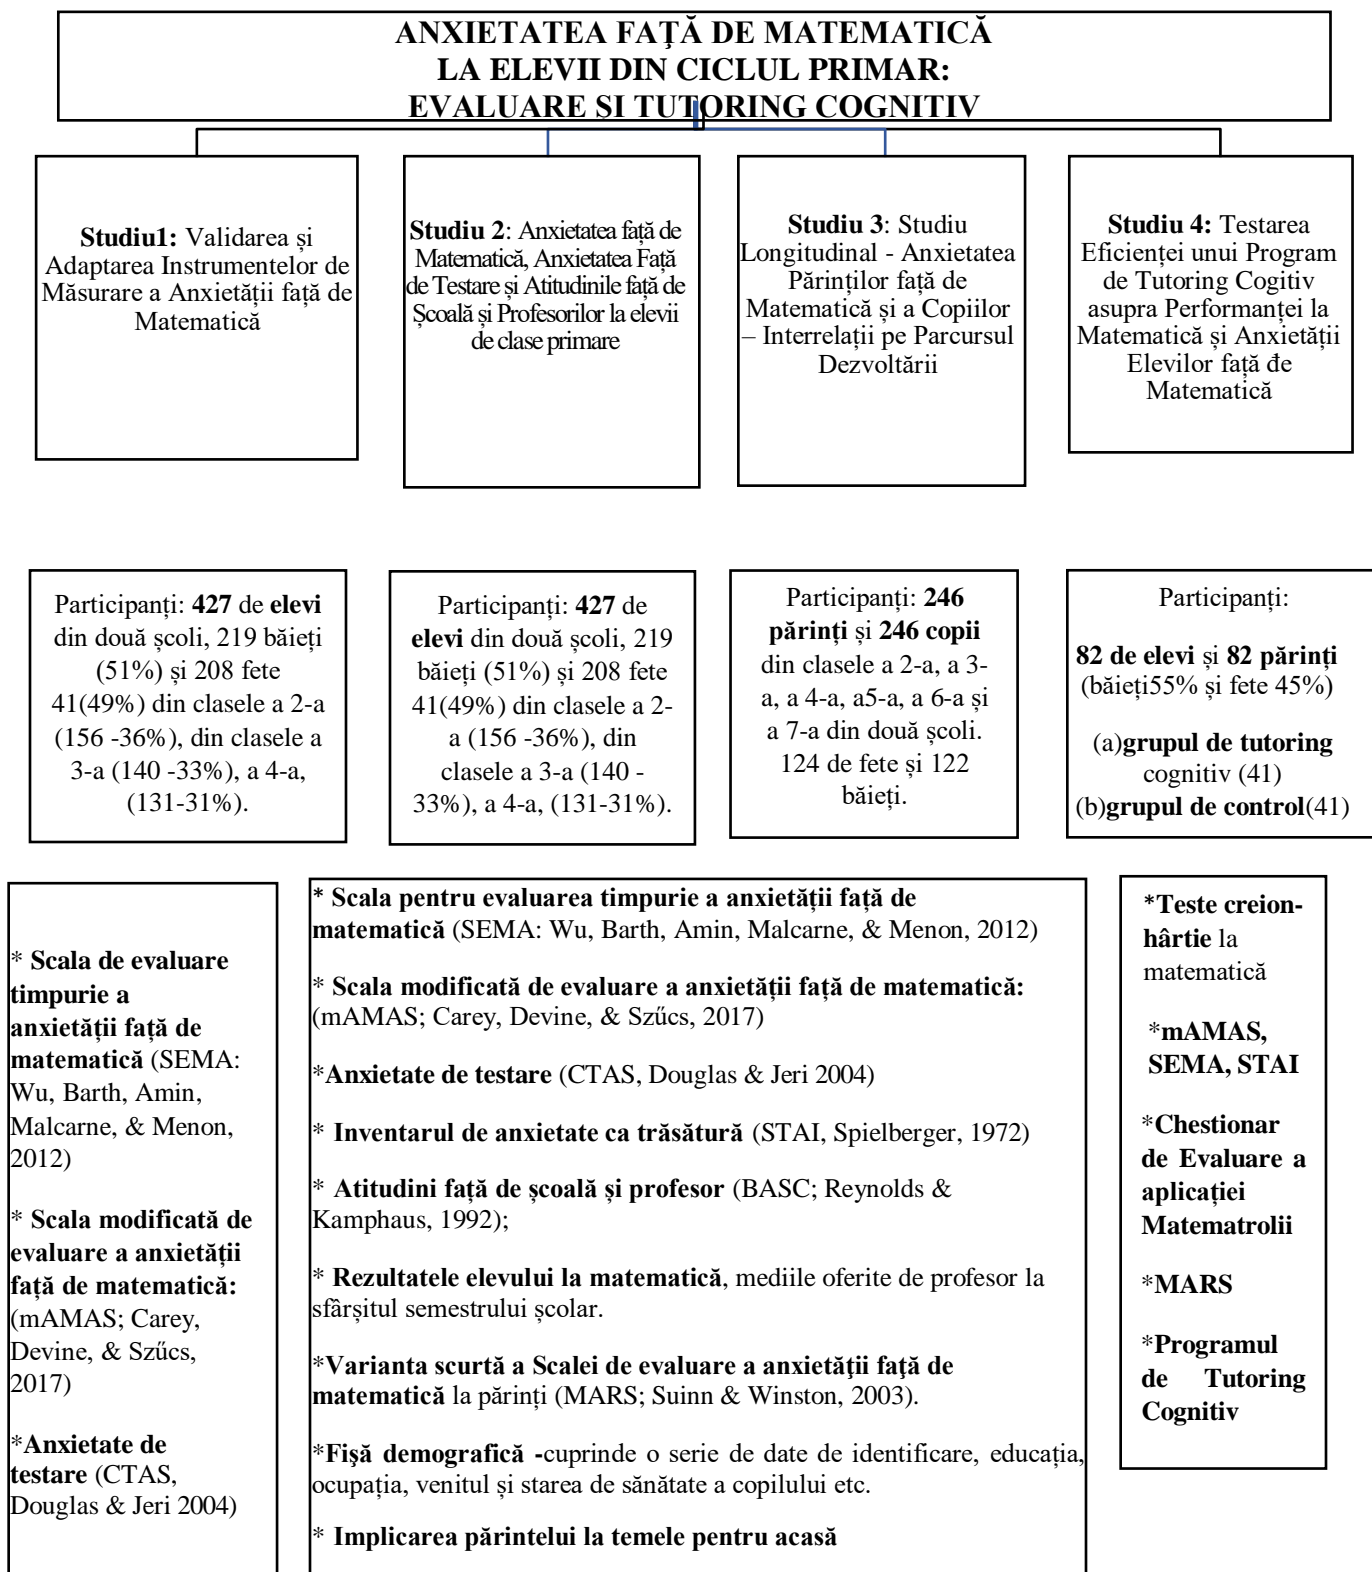 ANXIETATEA FAŢĂ DE MATEMATICĂ
LA ELEVII DIN CICLUL PRIMAR:
EVALUARE ȘI TUTORING COGNITIV
Studiu1: Validarea și
Adaptarea Instrumentelor de
Măsurare a Anxietății față de
Matematică
Studiu 2: Anxietatea față de
Matematică, Anxietatea Față
de Testare și Atitudinile față de
Școală și Profesorilor la elevii
de clase primare
Studiu 3: Studiu
Longitudinal - Anxietatea
Părinților față de
Matematică și a Copiilor
– Interrelații pe Parcursul
Dezvoltării
Studiu 4: Testarea
Eficienței unui Program
de Tutoring Cogitiv
asupra Performanței la
Matematică și Anxietății
Elevilor față de
Matematică
Participanți: 427 de elevi
din două școli, 219 băieți
(51%) și 208 fete
41(49%) din clasele a 2-a
(156 -36%), din clasele a
3-a (140 -33%), a 4-a,
(131-31%).
Participanți: 427 de
elevi din două școli, 219
băieți (51%) și 208 fete
41(49%) din clasele a 2-
a (156 -36%), din
clasele a 3-a (140 -
33%), a 4-a, (131-31%).
Participanți: 246
părinți și 246 copii
din clasele a 2-a, a 3-
a, a 4-a, a5-a, a 6-a și
a 7-a din două școli.
124 de fete și 122
băieți.
Participanți:
82 de elevi și 82 părinți
(băieți55% și fete 45%)
(a)grupul de tutoring
cognitiv (41)
(b)grupul de control(41)
* Scala de evaluare
timpurie a
anxietății față de
matematică (SEMA:
Wu, Barth, Amin,
Malcarne, & Menon,
2012)
* Scala modificată de
evaluare a anxietății
față de matematică:
(mAMAS; Carey,
Devine, & Szűcs,
2017)
*Anxietate de
testare (CTAS,
Douglas & Jeri 2004)
* Scala pentru evaluarea timpurie a anxietății față de
matematică (SEMA: Wu, Barth, Amin, Malcarne, & Menon, 2012)
* Scala modificată de evaluare a anxietății față de matematică:
(mAMAS; Carey, Devine, & Szűcs, 2017)
*Anxietate de testare (CTAS, Douglas & Jeri 2004)
* Inventarul de anxietate ca trăsătură (STAI, Spielberger, 1972)
* Atitudini față de școală și profesor (BASC; Reynolds &
Kamphaus, 1992);
* Rezultatele elevului la matematică, mediile oferite de profesor la
sfârșitul semestrului școlar.
*Varianta scurtă a Scalei de evaluare a anxietăţii faţă de
matematică la părinți (MARS; Suinn & Winston, 2003).
*Fişă demografică -cuprinde o serie de date de identificare, educația,
ocupația, venitul și starea de sănătate a copilului etc.
* Implicarea părintelui la temele pentru acasă
*Teste creion-
hârtie la
matematică
*mAMAS,
SEMA, STAI
*Chestionar
de Evaluare a
aplicației
Matematrolii
*MARS
*Programul
de Tutoring
Cognitiv